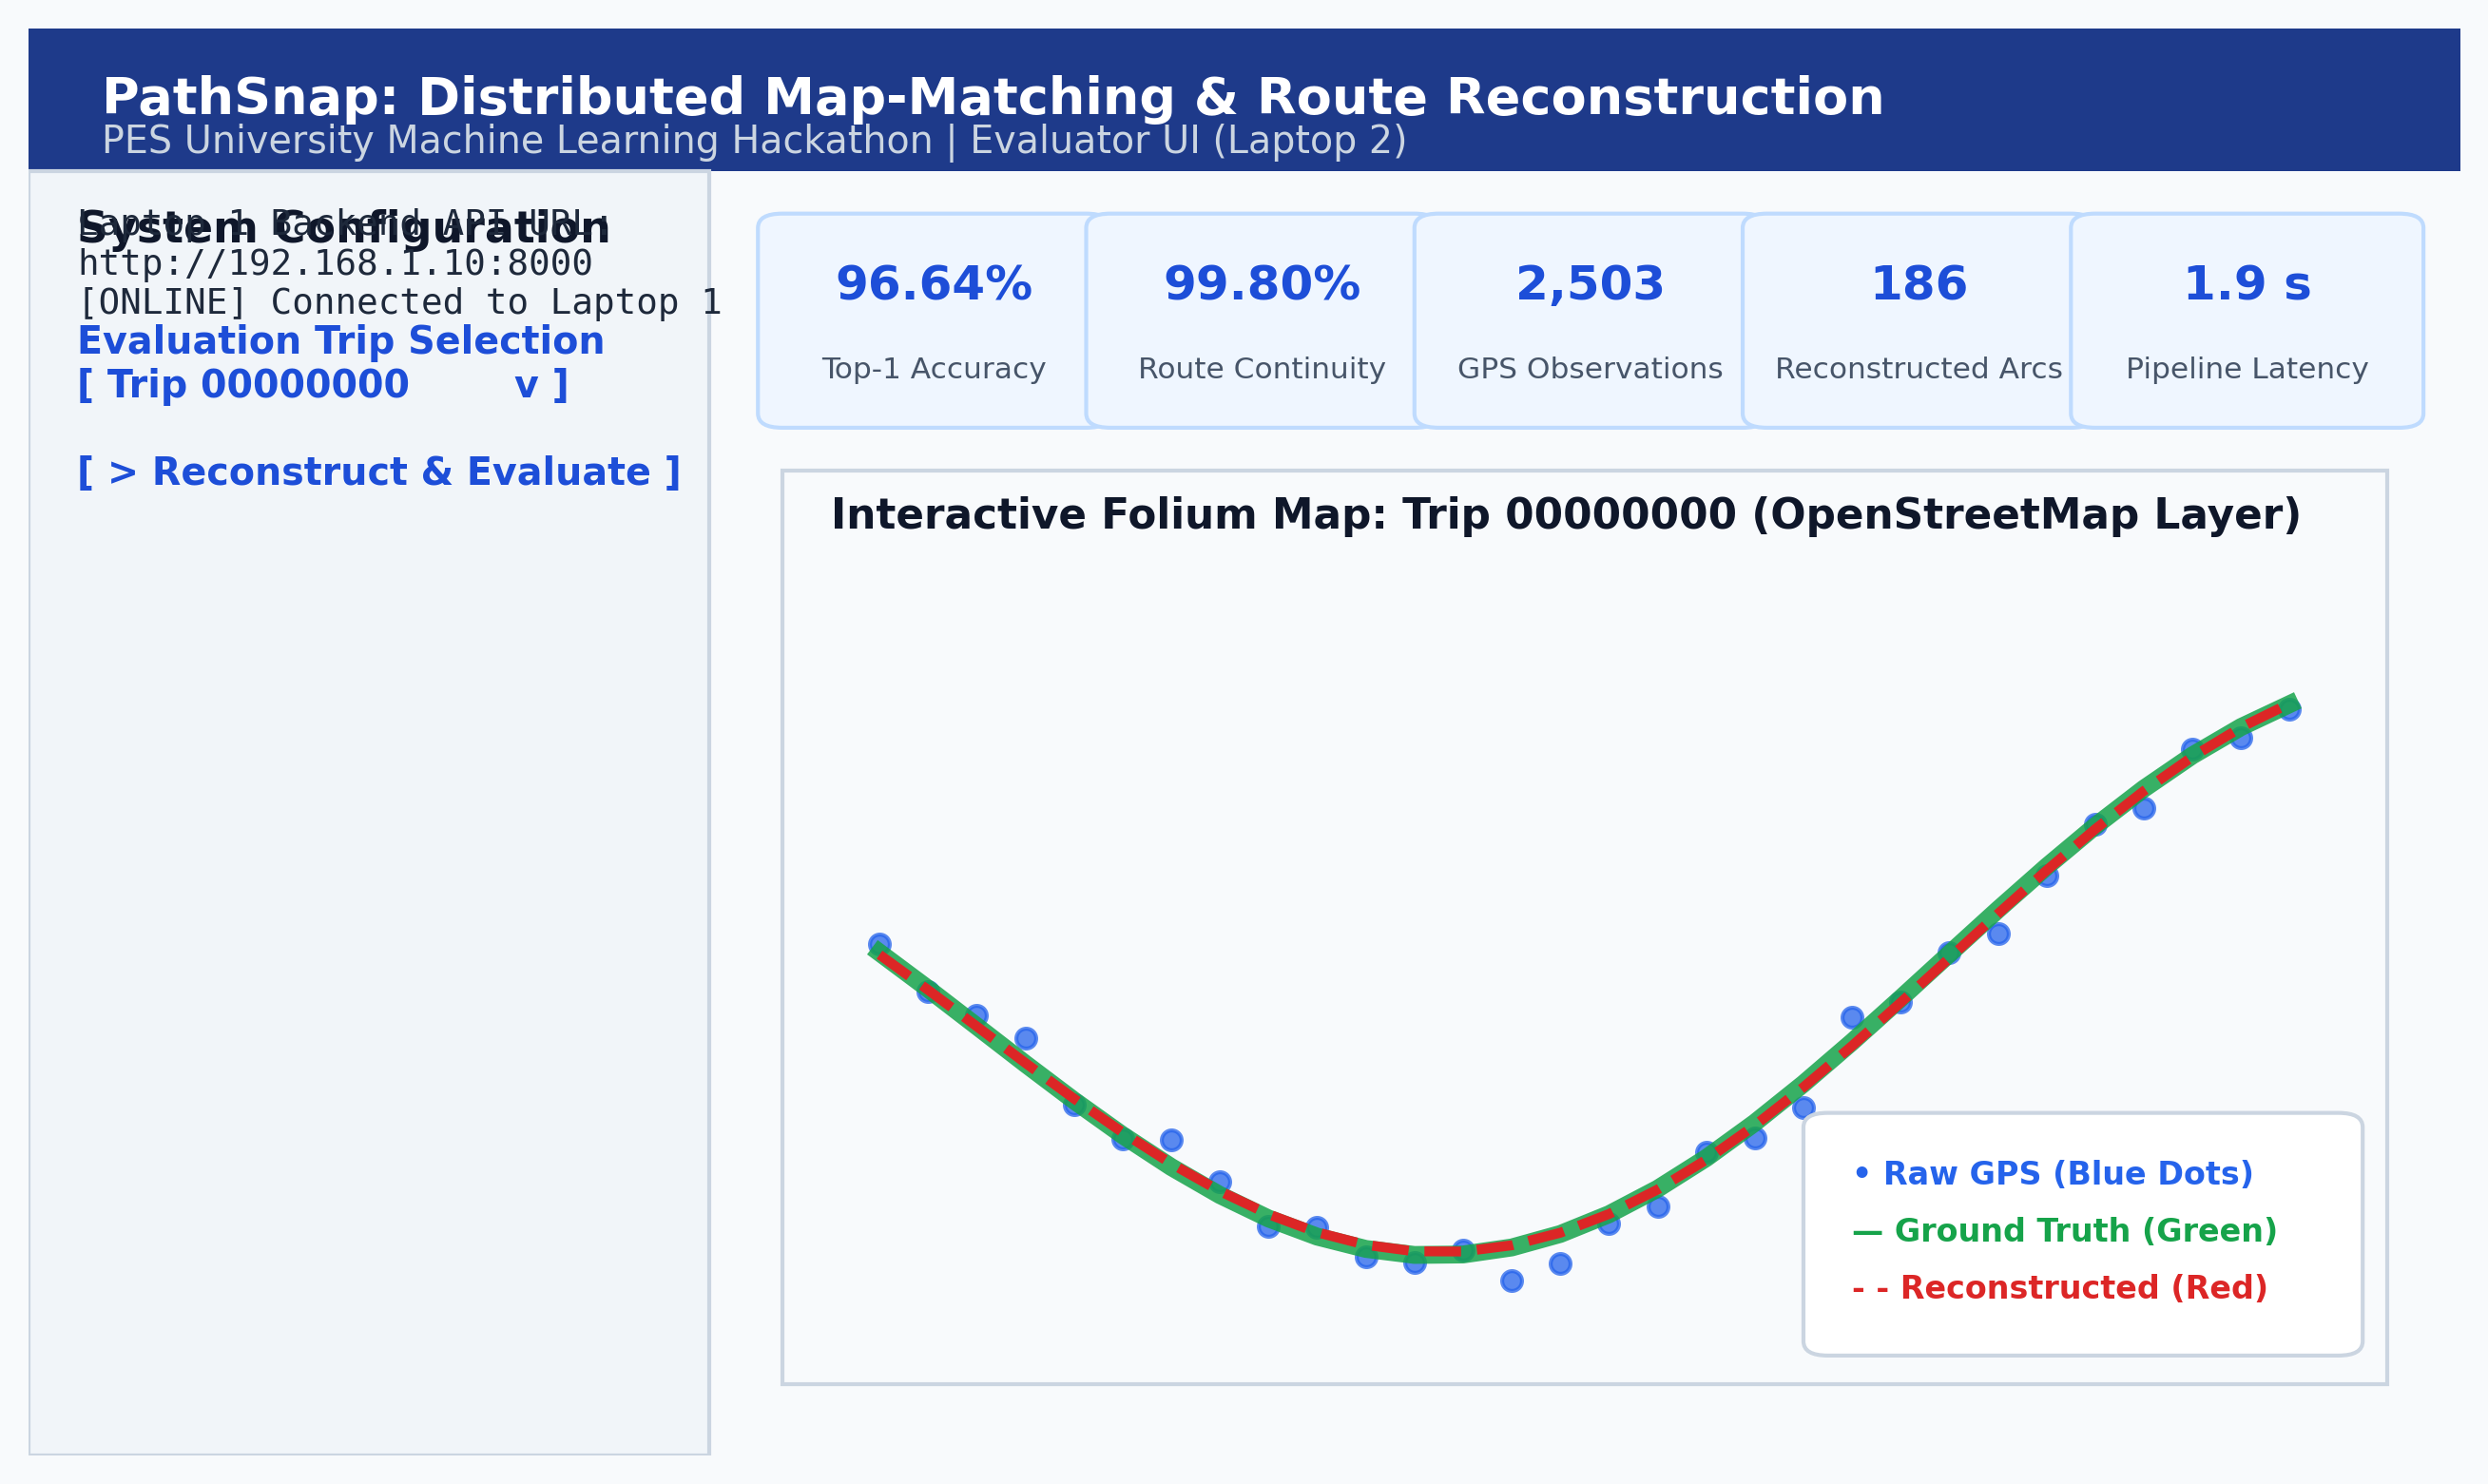 PathSnap: Distributed Map-Matching & Route Reconstruction
PES University Machine Learning Hackathon | Evaluator UI (Laptop 2)
System Configuration
Laptop 1 Backend API URL:
http://192.168.1.10:8000
[ONLINE] Connected to Laptop 1
Evaluation Trip Selection
[ Trip 00000000 v ]
[ > Reconstruct & Evaluate ]
96.64%
Top-1 Accuracy
99.80%
Route Continuity
2,503
GPS Observations
186
Reconstructed Arcs
1.9 s
Pipeline Latency
Interactive Folium Map: Trip 00000000 (OpenStreetMap Layer)
• Raw GPS (Blue Dots)
— Ground Truth (Green)
- - Reconstructed (Red)